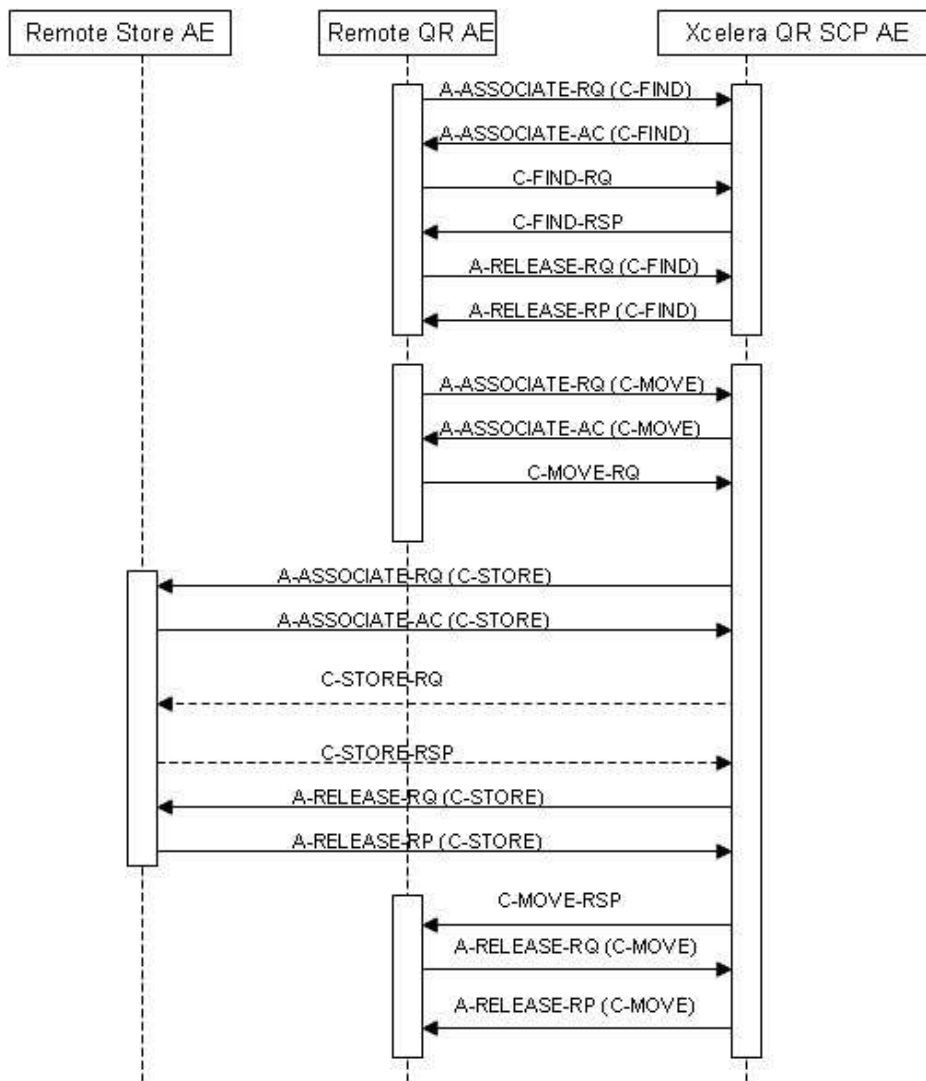 Remote Store AE
Remote QR AE
Xcelera QR SCP AE
A-ASSOCIATE-RQ (C-FIND)
A-ASSOCIATE-AC (C-FIND)
C-FIND-RQ
C-FIND-RSP
A-RELEASE-RQ (C-FIND)
A-RELEASE-RP (C-FIND)
A-ASSOCIATE-RQ (C-MOVE)
A-ASSOCIATE-AC (C-MOVE)
C-MOVE-RQ
A-ASSOCIATE-RQ (C-STORE)
A-ASSOCIATE-AC (C-STORE)
C-STORE-RQ
C-STORE-RSP
A-RELEASE-RQ (C-STORE)
A-RELEASE-RP (C-STORE)
C-MOVE-RSP
A-RELEASE-RQ (C-MOVE)
A-RELEASE-RP (C-MOVE)